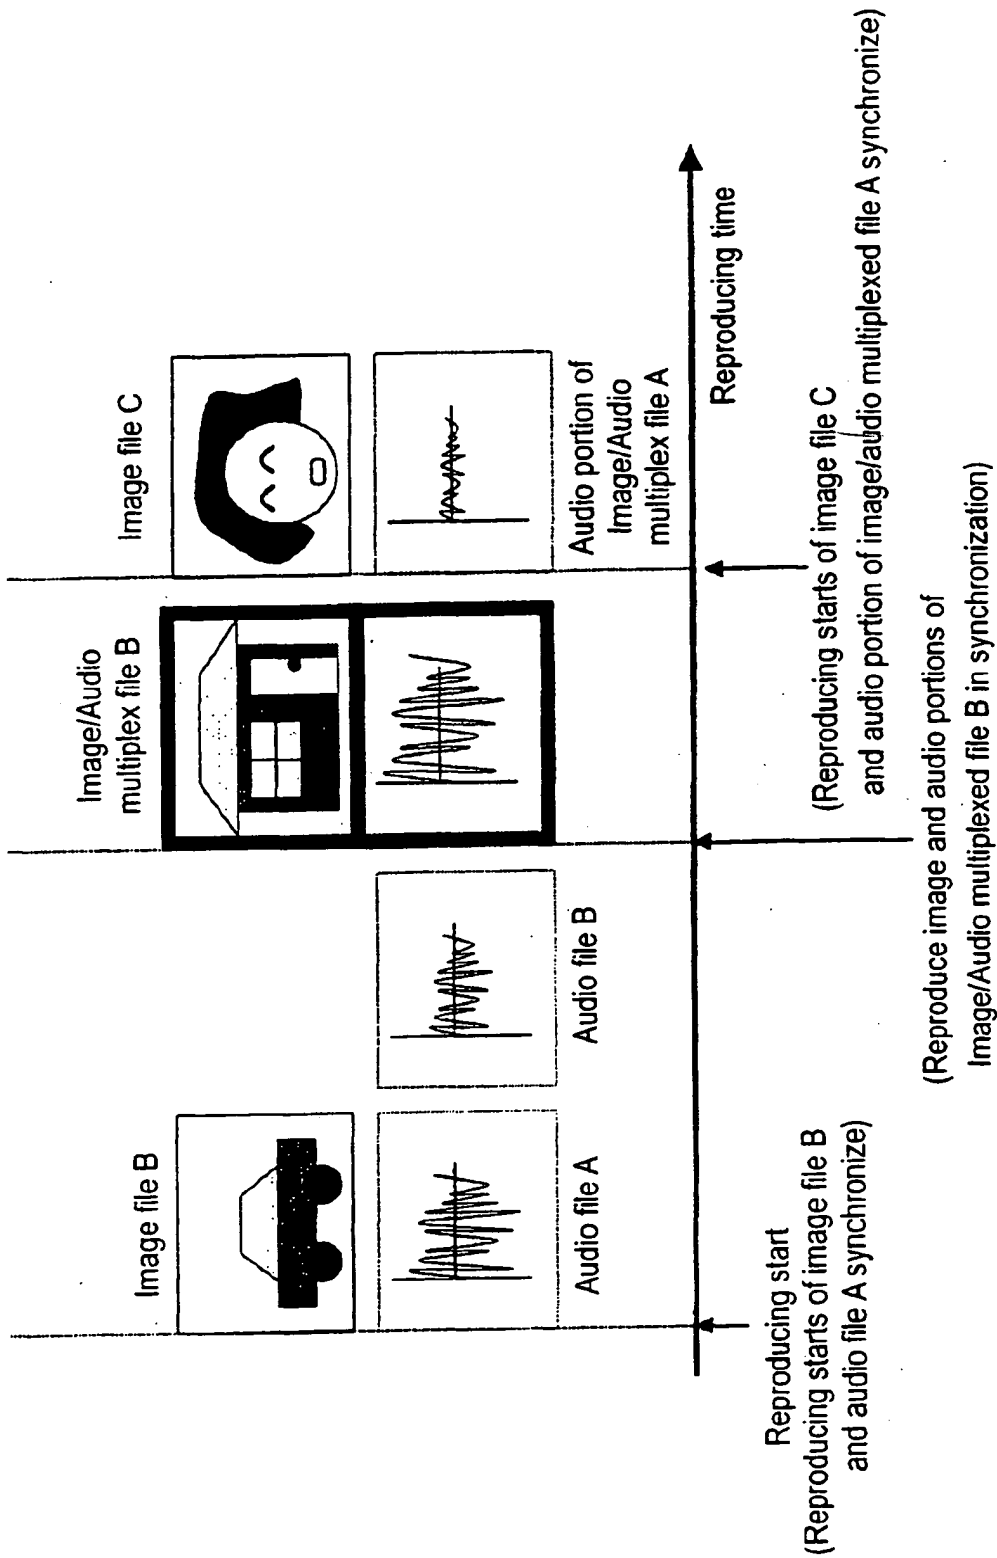 Image file B
Image/Audio
multiplex file B
Image file C
Audio file A
Audio file B
Audio portion of
Image/Audio
multiplex file A
Reproducing time
Reproducing start
(Reproducing starts of image file B
and audio file A synchronize)
(Reproduce image and audio portions of
Image/Audio multiplexed file B in synchronization)
(Reproducing starts of image file C
and audio portion of image/audio multiplexed file A synchronize)